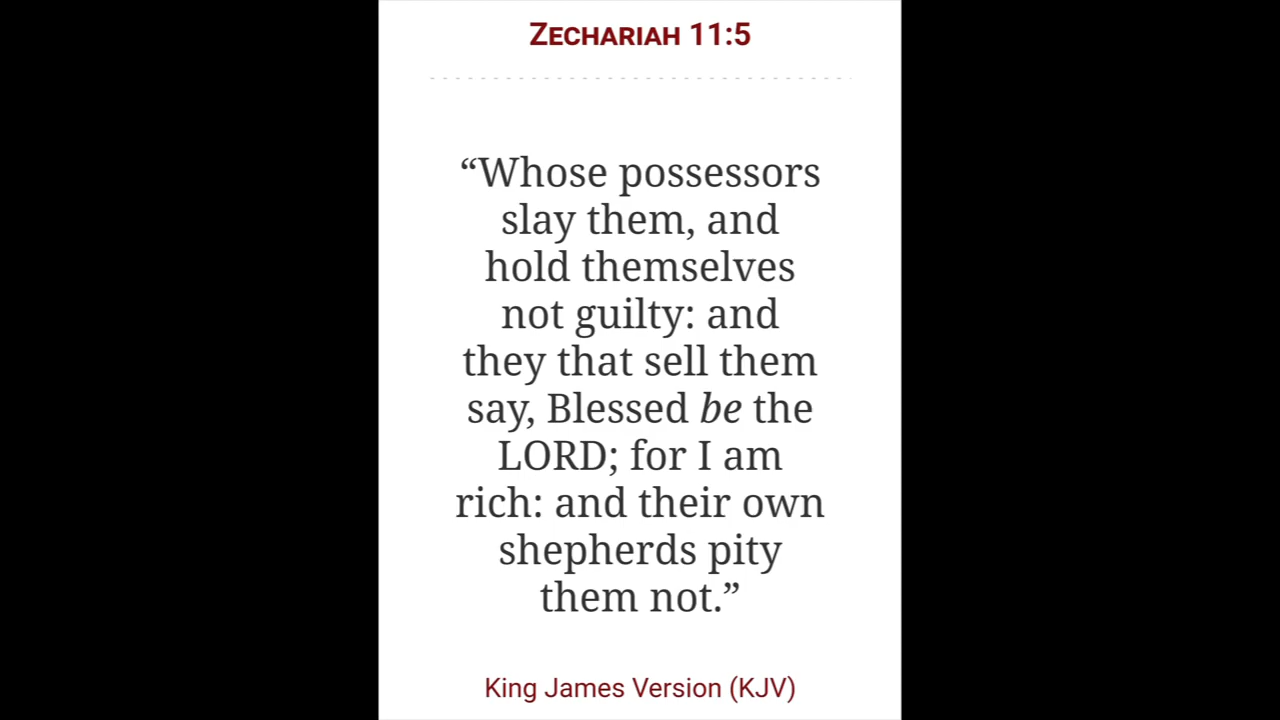 ZECHARIAH 11:5
“Whose possessors
slay them, and
hold themselves
not guilty: and
they that sell them
say, Blessed be the
LORD; for I am
rich: and their own
shepherds pity
them not.”
King James Version (KJV)